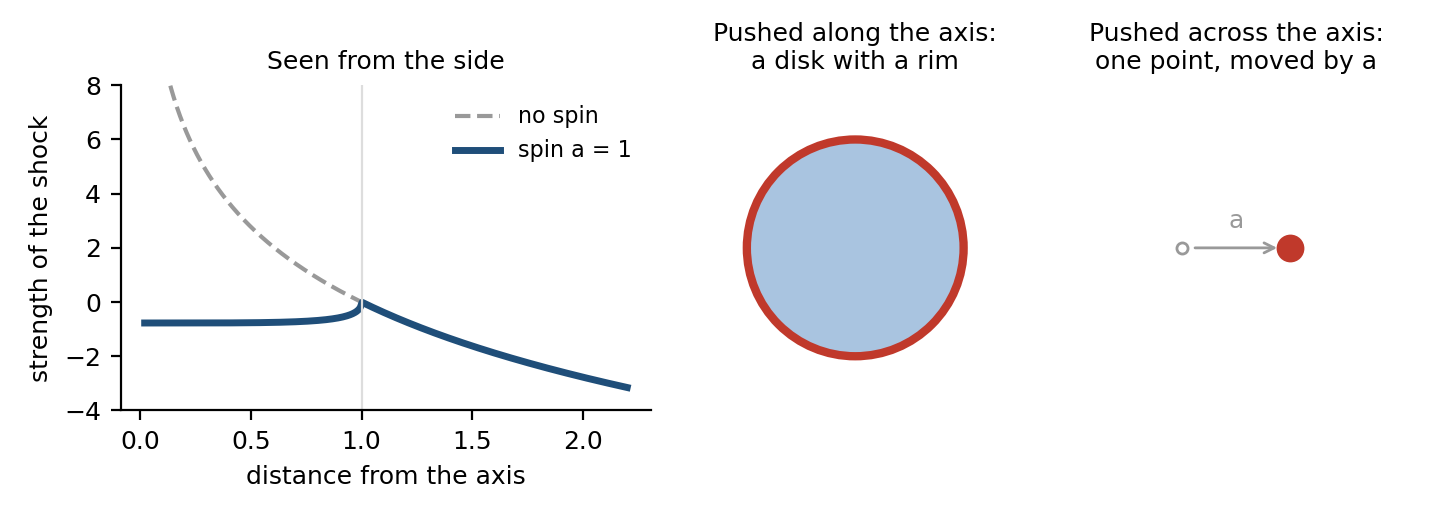 Seen from the side
strength of the shock
8
6
4
2
0
−2
−4
no spin
spin a = 1
0.0 0.5 1.0 1.5 2.0
distance from the axis
Pushed along the axis:
a disk with a rim
Pushed across the axis:
one point, moved by a
a